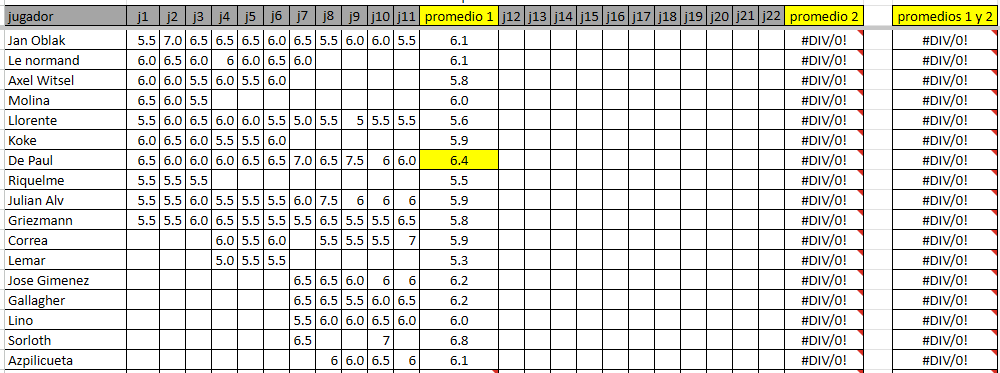 jugador j1 j2 j3 j4 j5 j6 j7 j8 j9 j10 j11 promedio 1 j12 j13 j14 j15 j16 j17 j18 j19 j20 j21 j22 promedio 2 promedios 1 y 2
Jan Oblak 5.5 7.0 6.5 6.5 6.5 6.0 6.5 5.5 6.0 6.0 5.5 6.1 #DIV/0! #DIV/0!
Le normand 6.0 6.5 6.0 6 6.0 6.5 6.0 6.1 #DIV/0! #DIV/0!
Axel Witsel 6.0 6.0 5.5 6.0 5.5 6.0 5.8 #DIV/0! #DIV/0!
Molina 6.5 6.0 5.5 6.0 #DIV/0! #DIV/0!
Llorente 5.5 6.0 6.5 6.0 6.0 5.5 5.0 5.5 5 5.5 5.5 5.6 #DIV/0! #DIV/0!
Koke 6.0 6.5 6.0 5.5 5.5 6.0 5.9 #DIV/0! #DIV/0!
De Paul 6.5 6.0 6.0 6.0 6.5 6.5 7.0 6.5 7.5 6 6.0 6.4 #DIV/0! #DIV/0!
Riquelme 5.5 5.5 5.5 5.5 #DIV/0! #DIV/0!
Julian Alv 5.5 5.5 6.0 5.5 5.5 5.5 6.0 7.5 6 6 6 5.9 #DIV/0! #DIV/0!
Griezmann 5.5 5.5 6.0 6.5 5.5 5.5 6.5 5.5 5.5 5.5 6.5 5.8 #DIV/0! #DIV/0!
Correa 6.0 5.5 6.0 5.5 5.5 5.5 7 5.9 #DIV/0! #DIV/0!
Lemar 5.0 5.5 5.5 5.3 #DIV/0! #DIV/0!
Jose Gimenez 6.5 6.5 6.0 6 6 6.2 #DIV/0! #DIV/0!
Gallagher 6.5 6.5 5.5 6.0 6.5 6.2 #DIV/0! #DIV/0!
Lino 5.5 6.0 6.0 6.5 6.0 6.0 #DIV/0! #DIV/0!
Sorloth 6.5 7 6.8 #DIV/0! #DIV/0!
Azpilicueta 6 6.0 6.5 6 6.1 #DIV/0! #DIV/0!